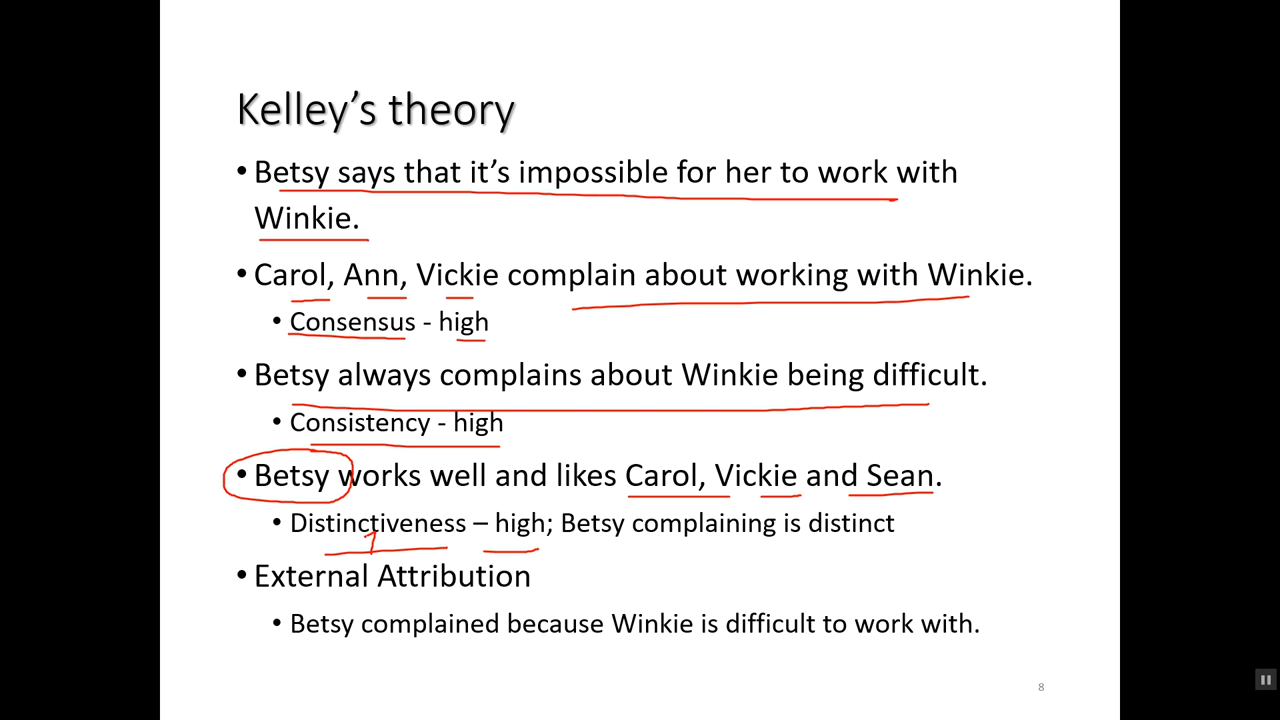 Kelley’s theory
• Betsy says that it’s impossible for her to work with
Winkie.
• Carol, Ann, Vickie complain about working with Winkie.
• Consensus - high
• Betsy always complains about Winkie being difficult.
• Consistency - high
• Betsy works well and likes Carol, Vickie and Sean.
• Distinctiveness – high; Betsy complaining is distinct
• External Attribution
• Betsy complained because Winkie is difficult to work with.
8